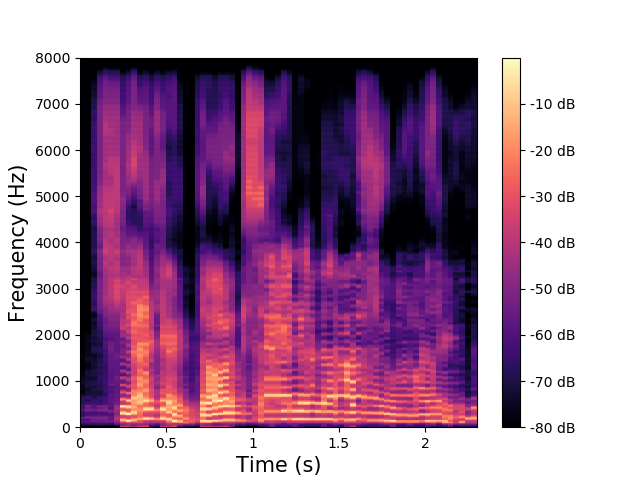 8000
7000
6000
5000
4000
3000
2000
1000
0
Frequency (Hz)
0
0.5
1
1.5
2
Time (s)
-10 dB
-20 dB
-30 dB
-40 dB
-50 dB
-60 dB
-70 dB
-80 dB